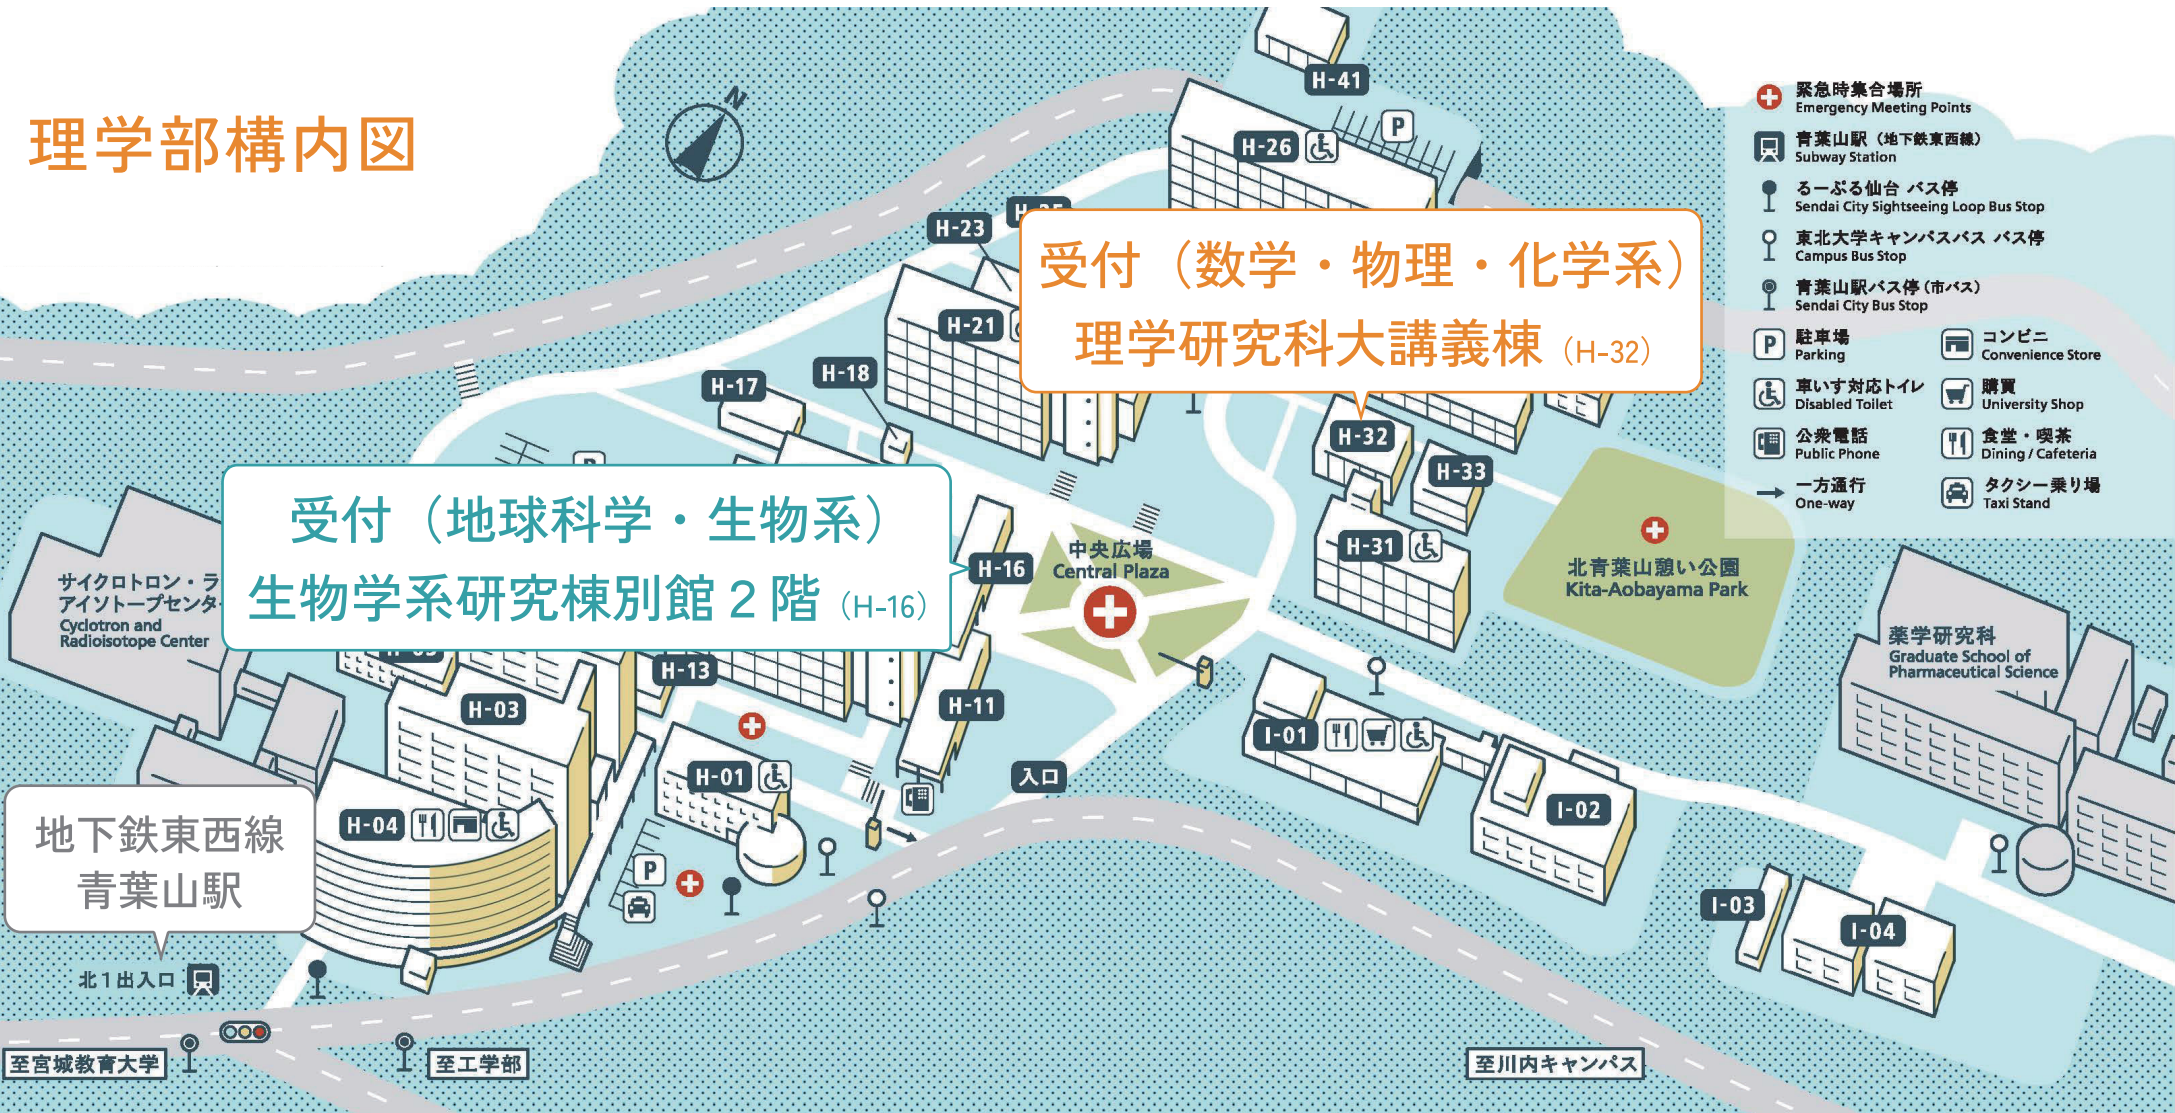 理学部構内図
N
H-41
H-26
P
H-23
受付（数学・物理・化学系）
理学研究科大講義棟（H-32）
H-21
H-17
H-18
H-32
H-33
H-31
受付（地球科学・生物系）
生物学系研究棟別館２階（H-16）
H-16
中央広場
Central Plaza
北青葉山憩い公園
Kita-Aobayama Park
サイクロトロン・ラ
アイソトープセンタ
Cyclotron and
Radioisotope Center
薬学研究科
Graduate School of
Pharmaceutical Science
H-13
H-03
H-11
H-01
H-04
I-01
I-02
I-03
I-04
入口
P
地下鉄東西線
青葉山駅
北1出入口
至宮城教育大学
至工学部
至川内キャンパス
緊急時集合場所
Emergency Meeting Points
青葉山駅（地下鉄東西線）
Subway Station
るーぷる仙台 バス停
Sendai City Sightseeing Loop Bus Stop
東北大学キャンパスバス バス停
Campus Bus Stop
青葉山駅バス停（市バス）
Sendai City Bus Stop
P
駐車場
Parking
コンビニ
Convenience Store
車いす対応トイレ
Disabled Toilet
購買
University Shop
公衆電話
Public Phone
食堂・喫茶
Dining / Cafeteria
一方通行
One-way
タクシー乗り場
Taxi Stand